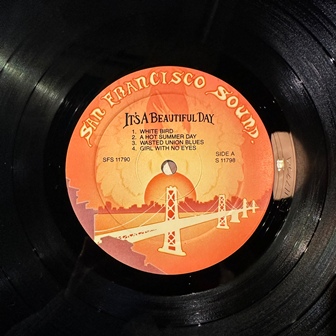 SAN FRANCISCO SOUND
IT'S A BEAUTIFUL DAY
1. WHITE BIRD
2. A HOT SUMMER DAY
3. WASTED UNION BLUES
4. GIRL WITH NO EYES
SFS 11790
SIDE A
S 11798